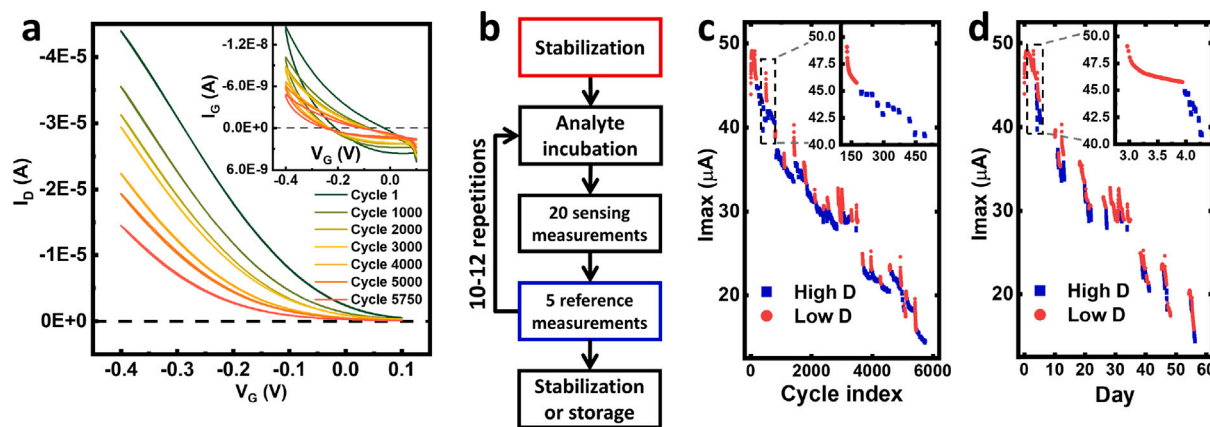 a
I_D (A)
-4E-5
-3E-5
-2E-5
-1E-5
0E+0
-0.4
-0.3
-0.2
-0.1
0.0
0.1
V_G (V)
I_G (A)
-1.2E-8
-6.0E-9
0.0E+0
6.0E-9
V_G (V)
-0.4
-0.2
0.0
Cycle 1
Cycle 1000
Cycle 2000
Cycle 3000
Cycle 4000
Cycle 5000
Cycle 5750
b
Stabilization
Analyte
incubation
20 sensing
measurements
5 reference
measurements
Stabilization
or storage
10-12 repetitions
c
Imax (μA)
50
40
30
20
0
2000
4000
6000
Cycle index
High D
Low D
50.0
47.5
45.0
42.5
40.0
150
300
450
d
Imax (μA)
50
40
30
20
0
10
20
30
40
50
60
Day
High D
Low D
50.0
47.5
45.0
42.5
40.0
3.0
3.5
4.0